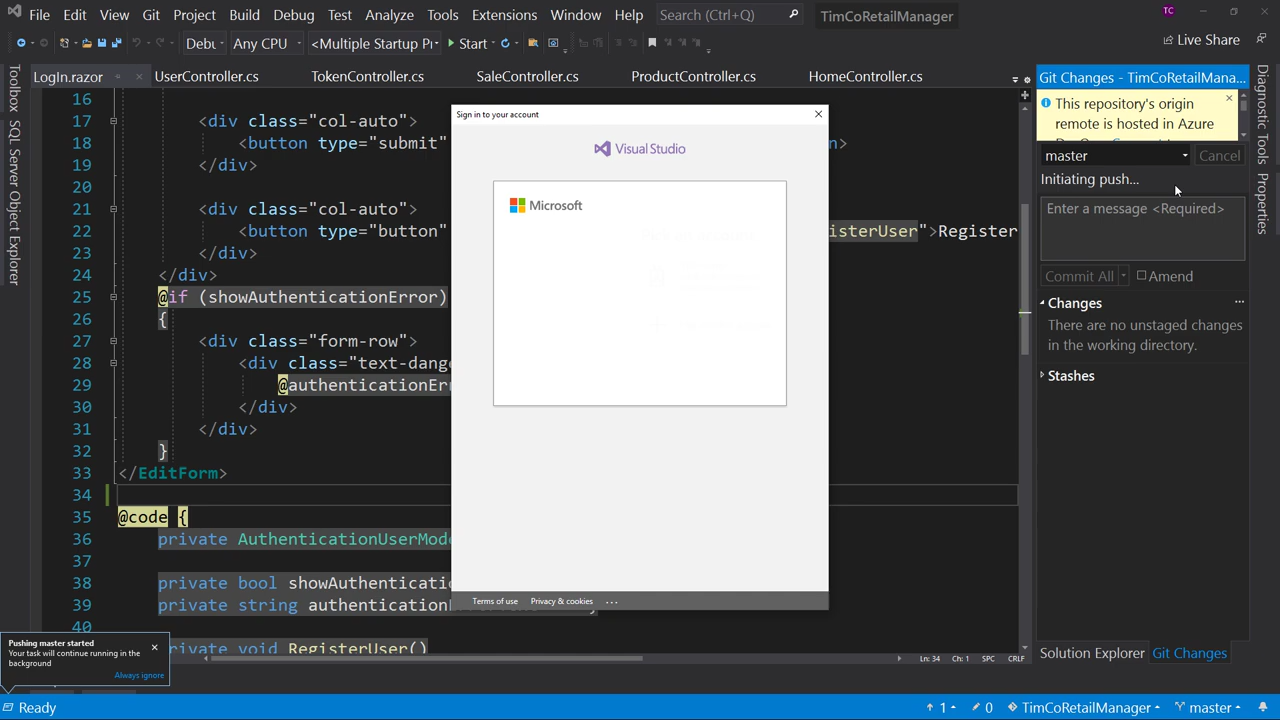 File Edit View Git Project Build Debug Test Analyze Tools Extensions Window Help Search (Ctrl+Q) TimCoRetailManager TC
Debu Any CPU <Multiple Startup Pr Start Live Share
LogIn.razor UserController.cs TokenController.cs SaleController.cs ProductController.cs HomeController.cs
Toolbox
SQL Server Object Explorer
16
17 <div class="col-auto">
18 <button type="submit" n>
19 </div>
20
21 <div class="col-auto">
22 <button type="button" isterUser">Register
23 </div>
24 </div>
25 @if (showAuthenticationError)
26 {
27 <div class="form-row">
28 <div class="text-dange
29 @authenticationErr
30 </div>
31 </div>
32 }
33 </EditForm>
34
35 @code {
36 private AuthenticationUserMode
37
38 private bool showAuthenticatio
39 private string authentication
40
rivate void RegisterUser()
Ln: 34 Ch: 1 SPC CRLF
Sign in to your account
Visual Studio
Microsoft
Terms of use Privacy & cookies ...
Git Changes - TimCoRetailMana...
This repository's origin
remote is hosted in Azure
master Cancel
Initiating push...
Enter a message <Required>
Commit All Amend
Changes ...
There are no unstaged changes
in the working directory.
Stashes
Solution Explorer Git Changes
Diagnostic Tools
Properties
Pushing master started
Your task will continue running in the
background
Always ignore
Ready 1 0 TimCoRetailManager master